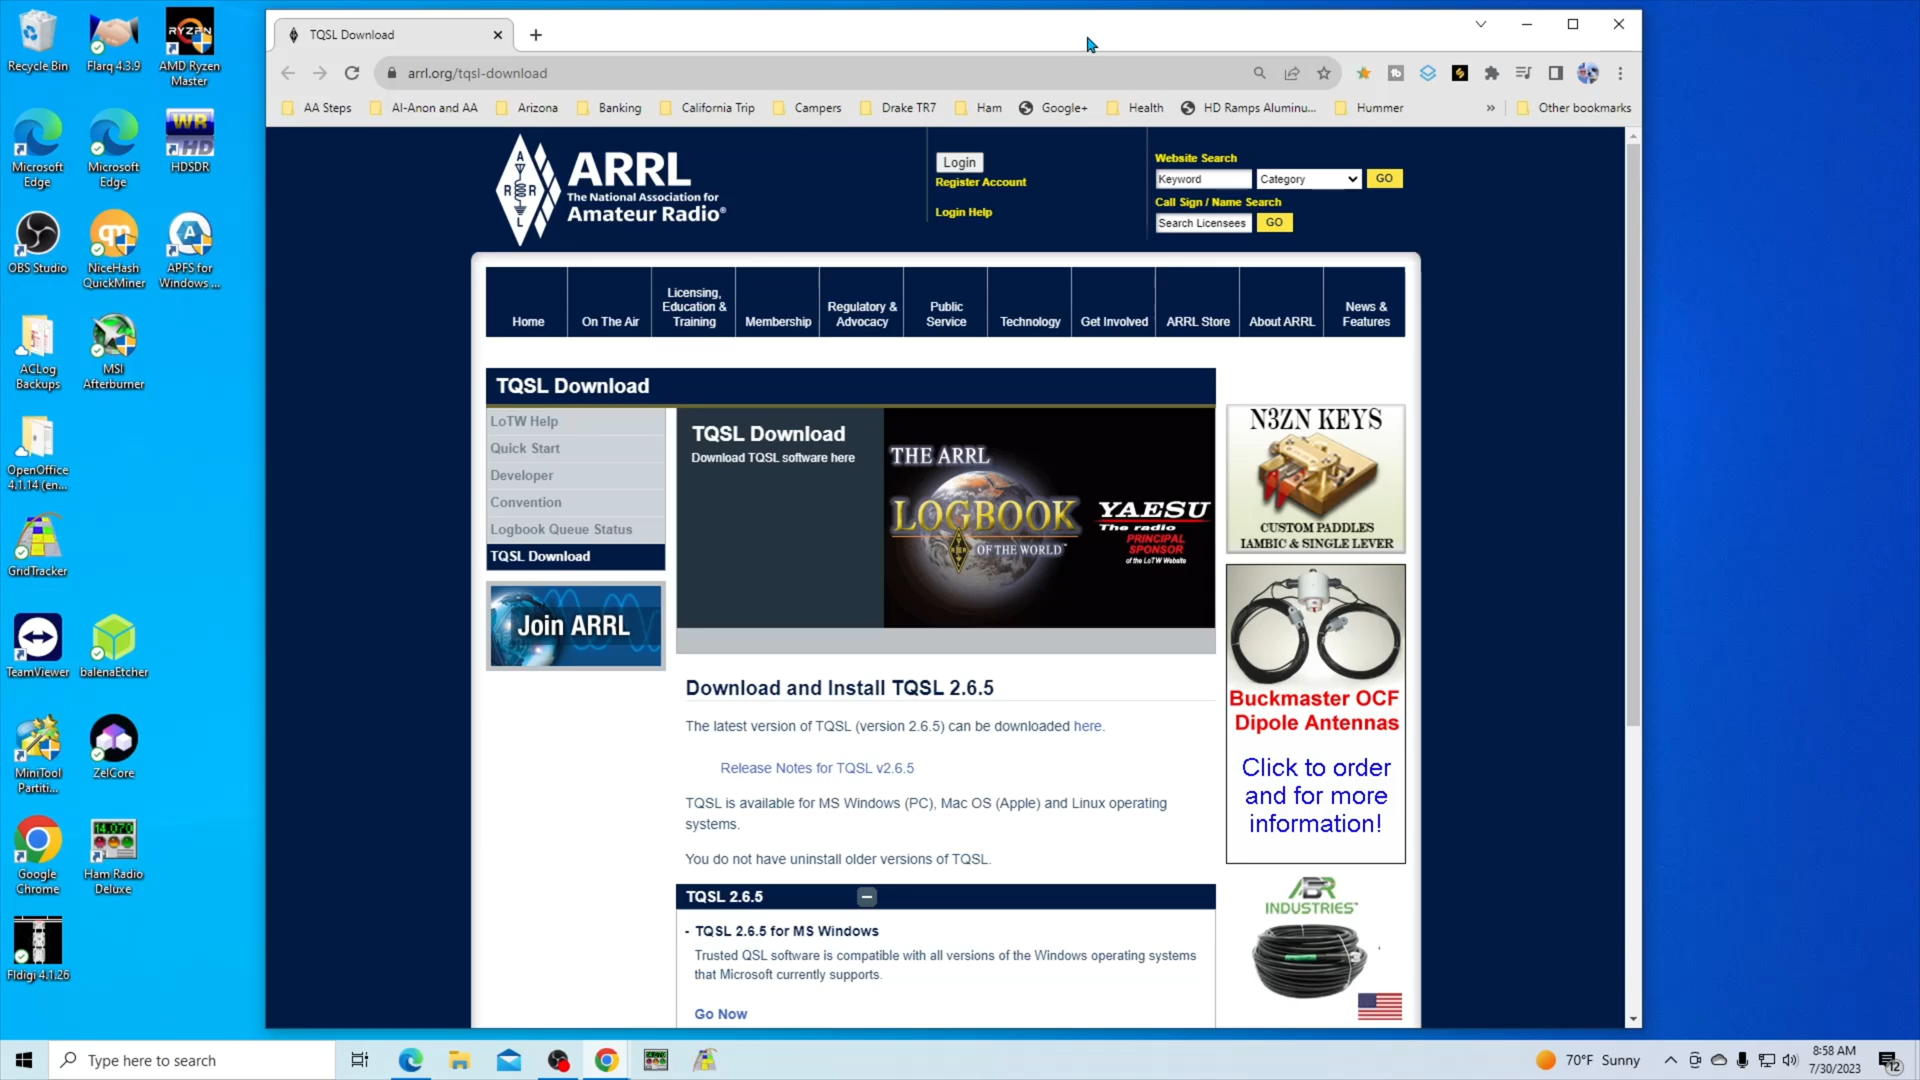 Recycle Bin
Flarq 4.3.9
RYZEN
AMD Ryzen
Master
Microsoft
Edge
Microsoft
Edge
WR
HD
HDSDR
OBS Studio
NiceHash
QuickMiner
APFS for
Windows ...
ACLog
Backups
MSI
Afterburner
OpenOffice
4.1.14 (en...
GridTracker
TeamViewer
balenaEtcher
MiniTool
Partiti...
ZelCore
Google
Chrome
14.070
Ham Radio
Deluxe
Fldigi 4.1.26
TQSL Download
arrl.org/tqsl-download
AA Steps
Al-Anon and AA
Arizona
Banking
California Trip
Campers
Drake TR7
Ham
Google+
Health
HD Ramps Aluminu...
Hummer
»
Other bookmarks
A
R R
L
ARRL
The National Association for
Amateur Radio®
Login
Register Account
Login Help
Website Search
Keyword
Category
GO
Call Sign / Name Search
Search Licensees
GO
Home
On The Air
Licensing,
Education &
Training
Membership
Regulatory &
Advocacy
Public
Service
Technology
Get Involved
ARRL Store
About ARRL
News &
Features
TQSL Download
LoTW Help
Quick Start
Developer
Convention
Logbook Queue Status
TQSL Download
Join ARRL
TQSL Download
Download TQSL software here
THE ARRL
LOGBOOK
OF THE WORLD™
YAESU
The radio
PRINCIPAL
SPONSOR
of the LoTW Website
Download and Install TQSL 2.6.5
The latest version of TQSL (version 2.6.5) can be downloaded here.
Release Notes for TQSL v2.6.5
TQSL is available for MS Windows (PC), Mac OS (Apple) and Linux operating
systems.
You do not have uninstall older versions of TQSL.
TQSL 2.6.5
- TQSL 2.6.5 for MS Windows
Trusted QSL software is compatible with all versions of the Windows operating systems
that Microsoft currently supports.
Go Now
N3ZN KEYS
CUSTOM PADDLES
IAMBIC & SINGLE LEVER
Buckmaster OCF
Dipole Antennas
Click to order
and for more
information!
ABR
INDUSTRIES™
Type here to search
70°F Sunny
8:58 AM
7/30/2023
12